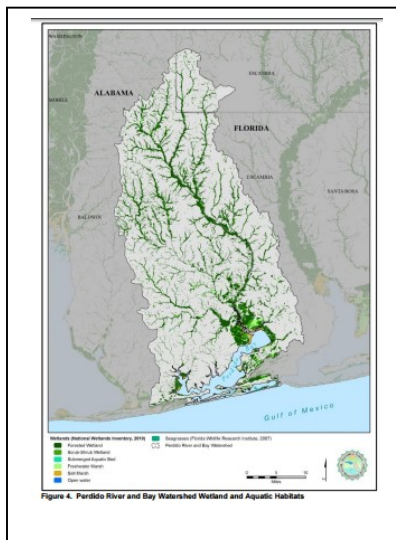 WASHINGTON
ESCAMBIA
ALABAMA
MOBILE
FLORIDA
ESCAMBIA
SANTA ROSA
BALDWIN
Gulf of Mexico
Wetlands (National Wetlands Inventory, 2010)
Forested Wetland
Scrub-Shrub Wetland
Submerged Aquatic Bed
Freshwater Marsh
Salt Marsh
Open water
Seagrasses (Florida Wildlife Research Institute, 2007)
Perdido River and Bay Watershed
Miles
Figure 4. Perdido River and Bay Watershed Wetland and Aquatic Habitats